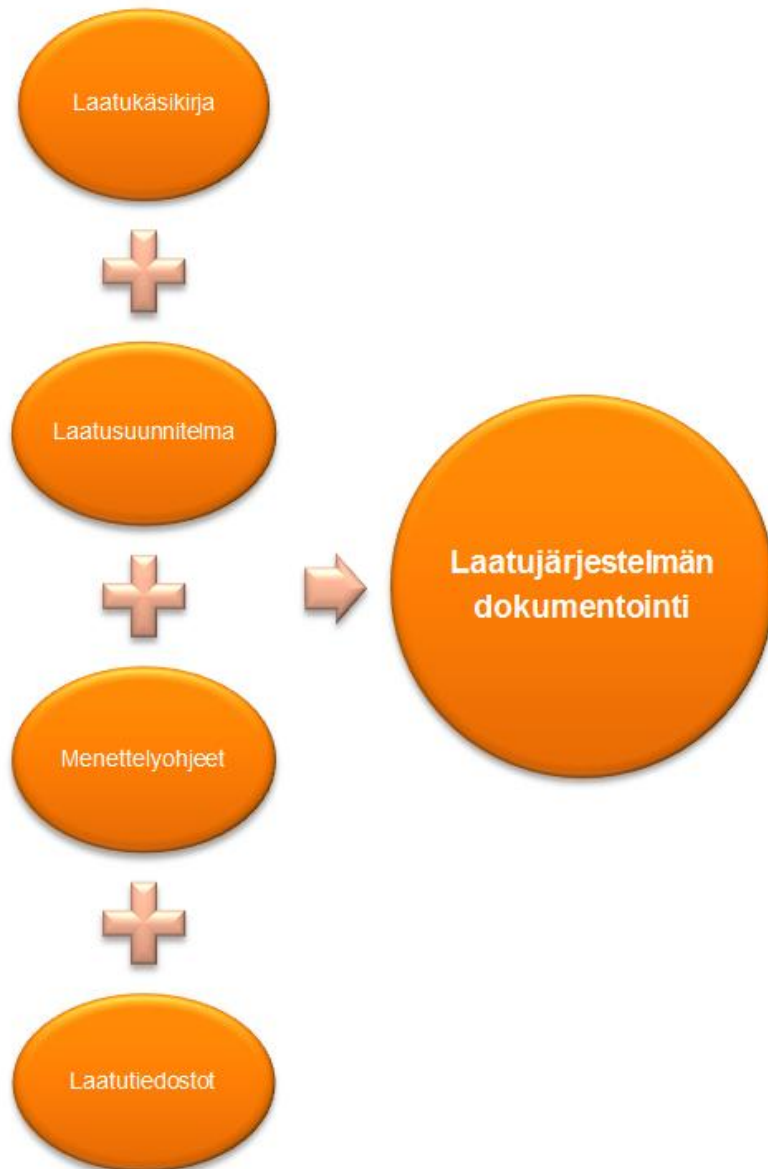 Laatukäsikirja
Laatusuunnitelma
Menettelyohjeet
Laatutiedostot
Laatujärjestelmän
dokumentointi